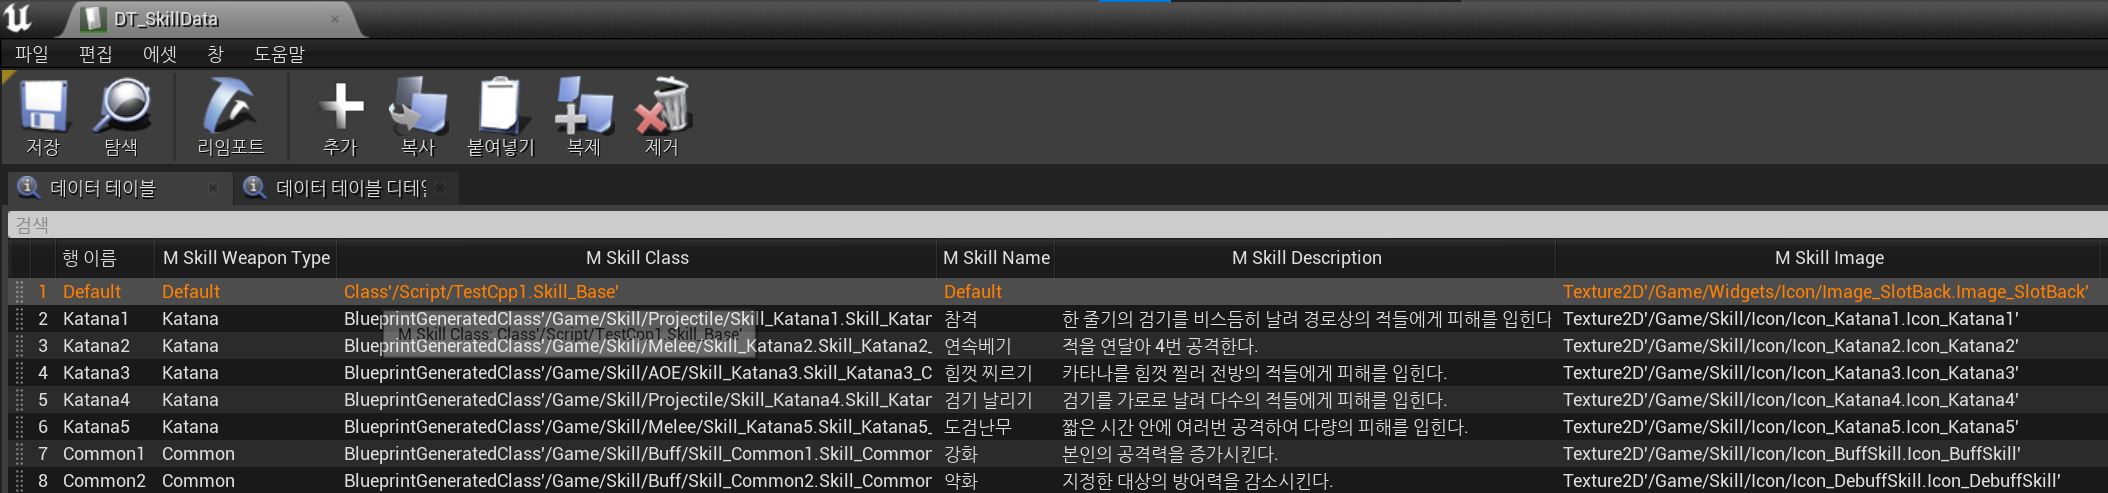 DT_SkillData
파일 편집 에셋 창 도움말
저장 탐색 리임포트 추가 복사 붙여넣기 복제 제거
데이터 테이블 데이터 테이블 디테일
검색
행 이름 M Skill Weapon Type M Skill Class M Skill Name M Skill Description M Skill Image
1 Default Default Class'/Script/TestCpp1.Skill_Base' Default Texture2D'/Game/Widgets/Icon/Image_SlotBack.Image_SlotBack'
2 Katana1 Katana BlueprintGeneratedClass'/Game/Skill/Projectile/Skill_Katana1.Skill_Katar 참격 한 줄기의 검기를 비스듬히 날려 경로상의 적들에게 피해를 입힌다 Texture2D'/Game/Skill/Icon/Icon_Katana1.Icon_Katana1'
M Skill Class: Class'/Script/TestCpp1.Skill_Base'
3 Katana2 Katana BlueprintGeneratedClass'/Game/Skill/Melee/Skill_Katana2.Skill_Katana2_ 연속베기 적을 연달아 4번 공격한다. Texture2D'/Game/Skill/Icon/Icon_Katana2.Icon_Katana2'
4 Katana3 Katana BlueprintGeneratedClass'/Game/Skill/AOE/Skill_Katana3.Skill_Katana3_C 힘껏 찌르기 카타나를 힘껏 찔러 전방의 적들에게 피해를 입힌다. Texture2D'/Game/Skill/Icon/Icon_Katana3.Icon_Katana3'
5 Katana4 Katana BlueprintGeneratedClass'/Game/Skill/Projectile/Skill_Katana4.Skill_Katar 검기 날리기 검기를 가로로 날려 다수의 적들에게 피해를 입힌다. Texture2D'/Game/Skill/Icon/Icon_Katana4.Icon_Katana4'
6 Katana5 Katana BlueprintGeneratedClass'/Game/Skill/Melee/Skill_Katana5.Skill_Katana5_ 도검난무 짧은 시간 안에 여러번 공격하여 다량의 피해를 입힌다. Texture2D'/Game/Skill/Icon/Icon_Katana5.Icon_Katana5'
7 Common1 Common BlueprintGeneratedClass'/Game/Skill/Buff/Skill_Common1.Skill_Common 강화 본인의 공격력을 증가시킨다. Texture2D'/Game/Skill/Icon/Icon_BuffSkill.Icon_BuffSkill'
8 Common2 Common BlueprintGeneratedClass'/Game/Skill/Buff/Skill_Common2.Skill_Common 약화 지정한 대상의 방어력을 감소시킨다. Texture2D'/Game/Skill/Icon/Icon_DebuffSkill.Icon_DebuffSkill'